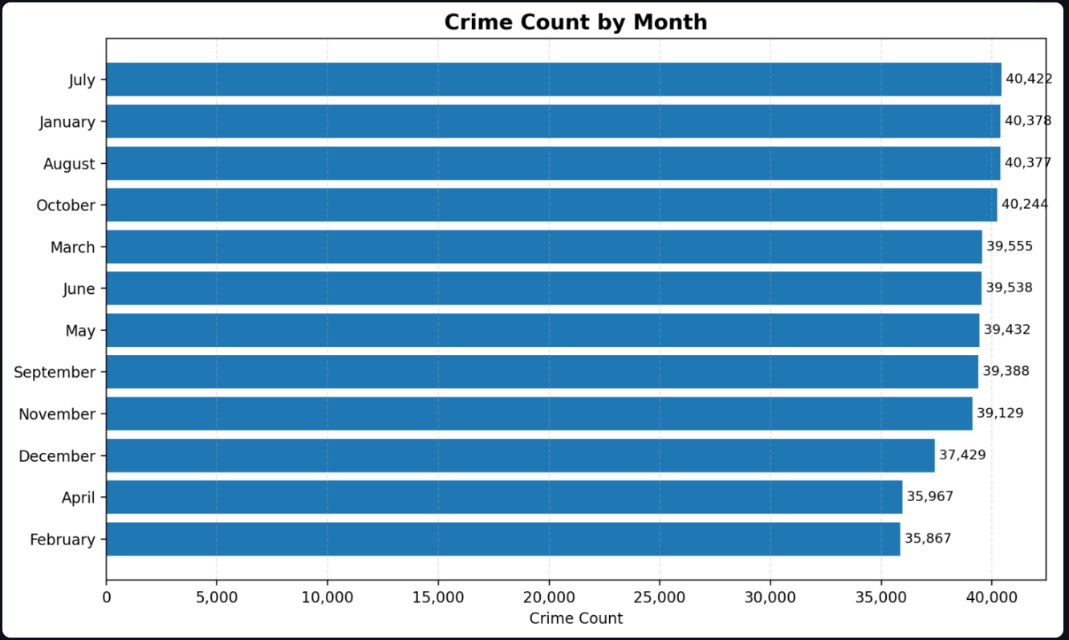 Crime Count by Month
July 40,422
January 40,378
August 40,377
October 40,244
March 39,555
June 39,538
May 39,432
September 39,388
November 39,129
December 37,429
April 35,967
February 35,867
0 5,000 10,000 15,000 20,000 25,000 30,000 35,000 40,000
Crime Count